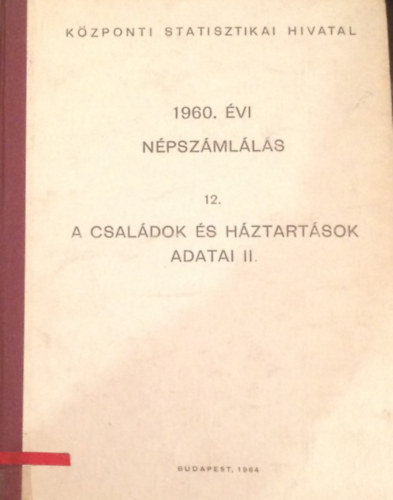 KÖZPONTI STATISZTIKAI HIVATAL
1960. ÉVI
NÉPSZÁMLÁLÁS
12.
A CSALÁDOK ÉS HÁZTARTÁSOK
ADATAI II.
BUDAPEST, 1964